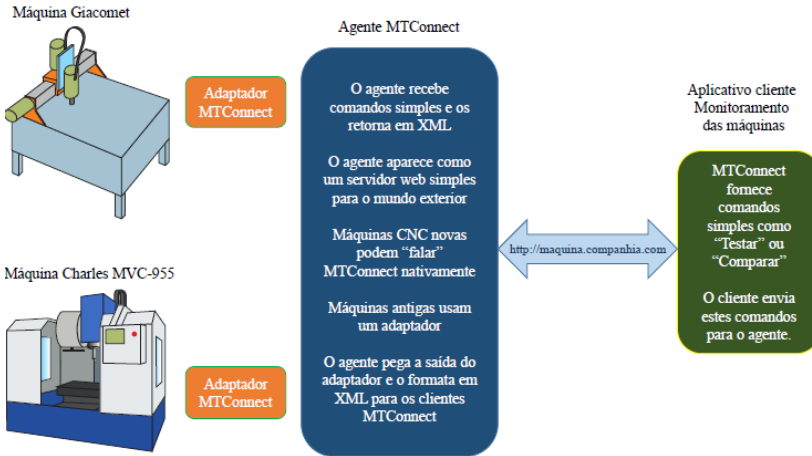 Máquina Giacomet
Adaptador
MTConnect
Máquina Charles MVC-955
Adaptador
MTConnect
Agente MTConnect
O agente recebe
comandos simples e os
retorna em XML
O agente aparece como
um servidor web simples
para o mundo exterior
Máquinas CNC novas
podem “falar”
MTConnect nativamente
Máquinas antigas usam
um adaptador
O agente pega a saída do
adaptador e o formata em
XML para os clientes
MTConnect
http://maquina.companhia.com
Aplicativo cliente
Monitoramento
das máquinas
MTConnect
fornece
comandos
simples como
“Testar” ou
“Comparar”
O cliente envia
estes comandos
para o agente.